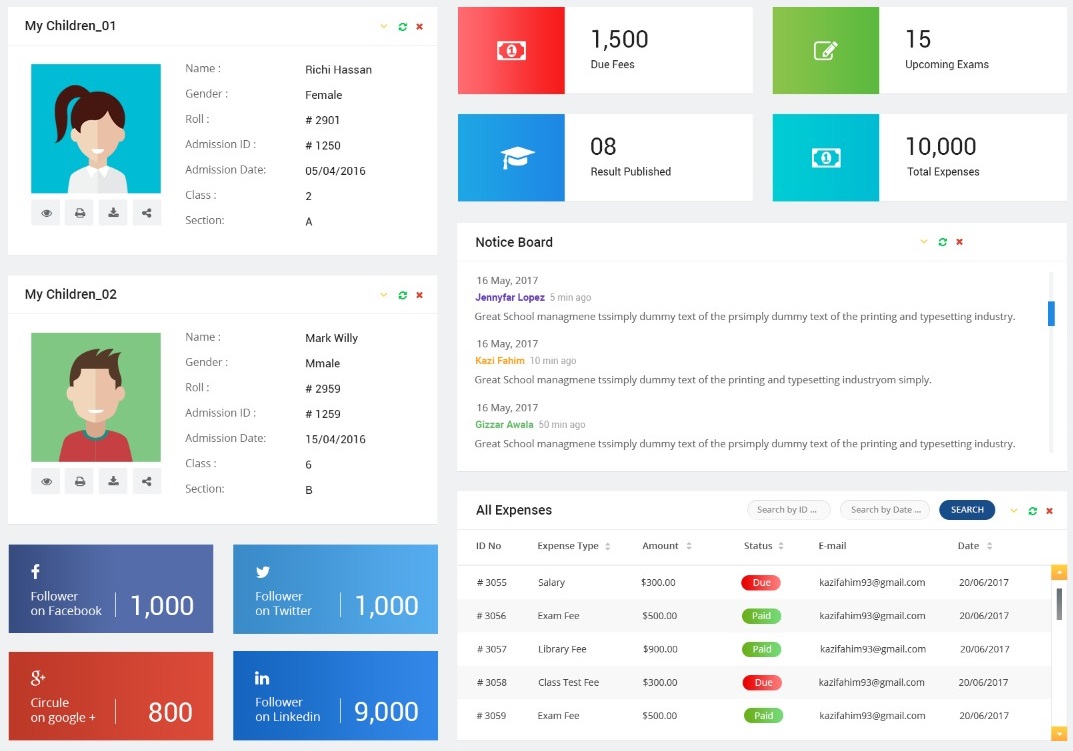 My Children_01
Name : Richi Hassan
Gender : Female
Roll : # 2901
Admission ID : # 1250
Admission Date: 05/04/2016
Class : 2
Section: A
My Children_02
Name : Mark Willy
Gender : Mmale
Roll : # 2959
Admission ID : # 1259
Admission Date: 15/04/2016
Class : 6
Section: B
Follower
on Facebook 1,000
Follower
on Twitter 1,000
Circule
on google + 800
Follower
on Linkedin 9,000
1,500
Due Fees
15
Upcoming Exams
08
Result Published
10,000
Total Expenses
Notice Board
16 May, 2017
Jennyfar Lopez 5 min ago
Great School managmene tssimply dummy text of the prsimply dummy text of the printing and typesetting industry.
16 May, 2017
Kazi Fahim 10 min ago
Great School managmene tssimply dummy text of the printing and typesetting industryom simply.
16 May, 2017
Gizzar Awala 50 min ago
Great School managmene tssimply dummy text of the prsimply dummy text of the printing and typesetting industry.
All Expenses Search by ID ... Search by Date ... SEARCH
ID No Expense Type Amount Status E-mail Date
# 3055 Salary $300.00 Due kazifahim93@gmail.com 20/06/2017
# 3056 Exam Fee $500.00 Paid kazifahim93@gmail.com 20/06/2017
# 3057 Library Fee $900.00 Paid kazifahim93@gmail.com 20/06/2017
# 3058 Class Test Fee $300.00 Due kazifahim93@gmail.com 20/06/2017
# 3059 Exam Fee $500.00 Paid kazifahim93@gmail.com 20/06/2017